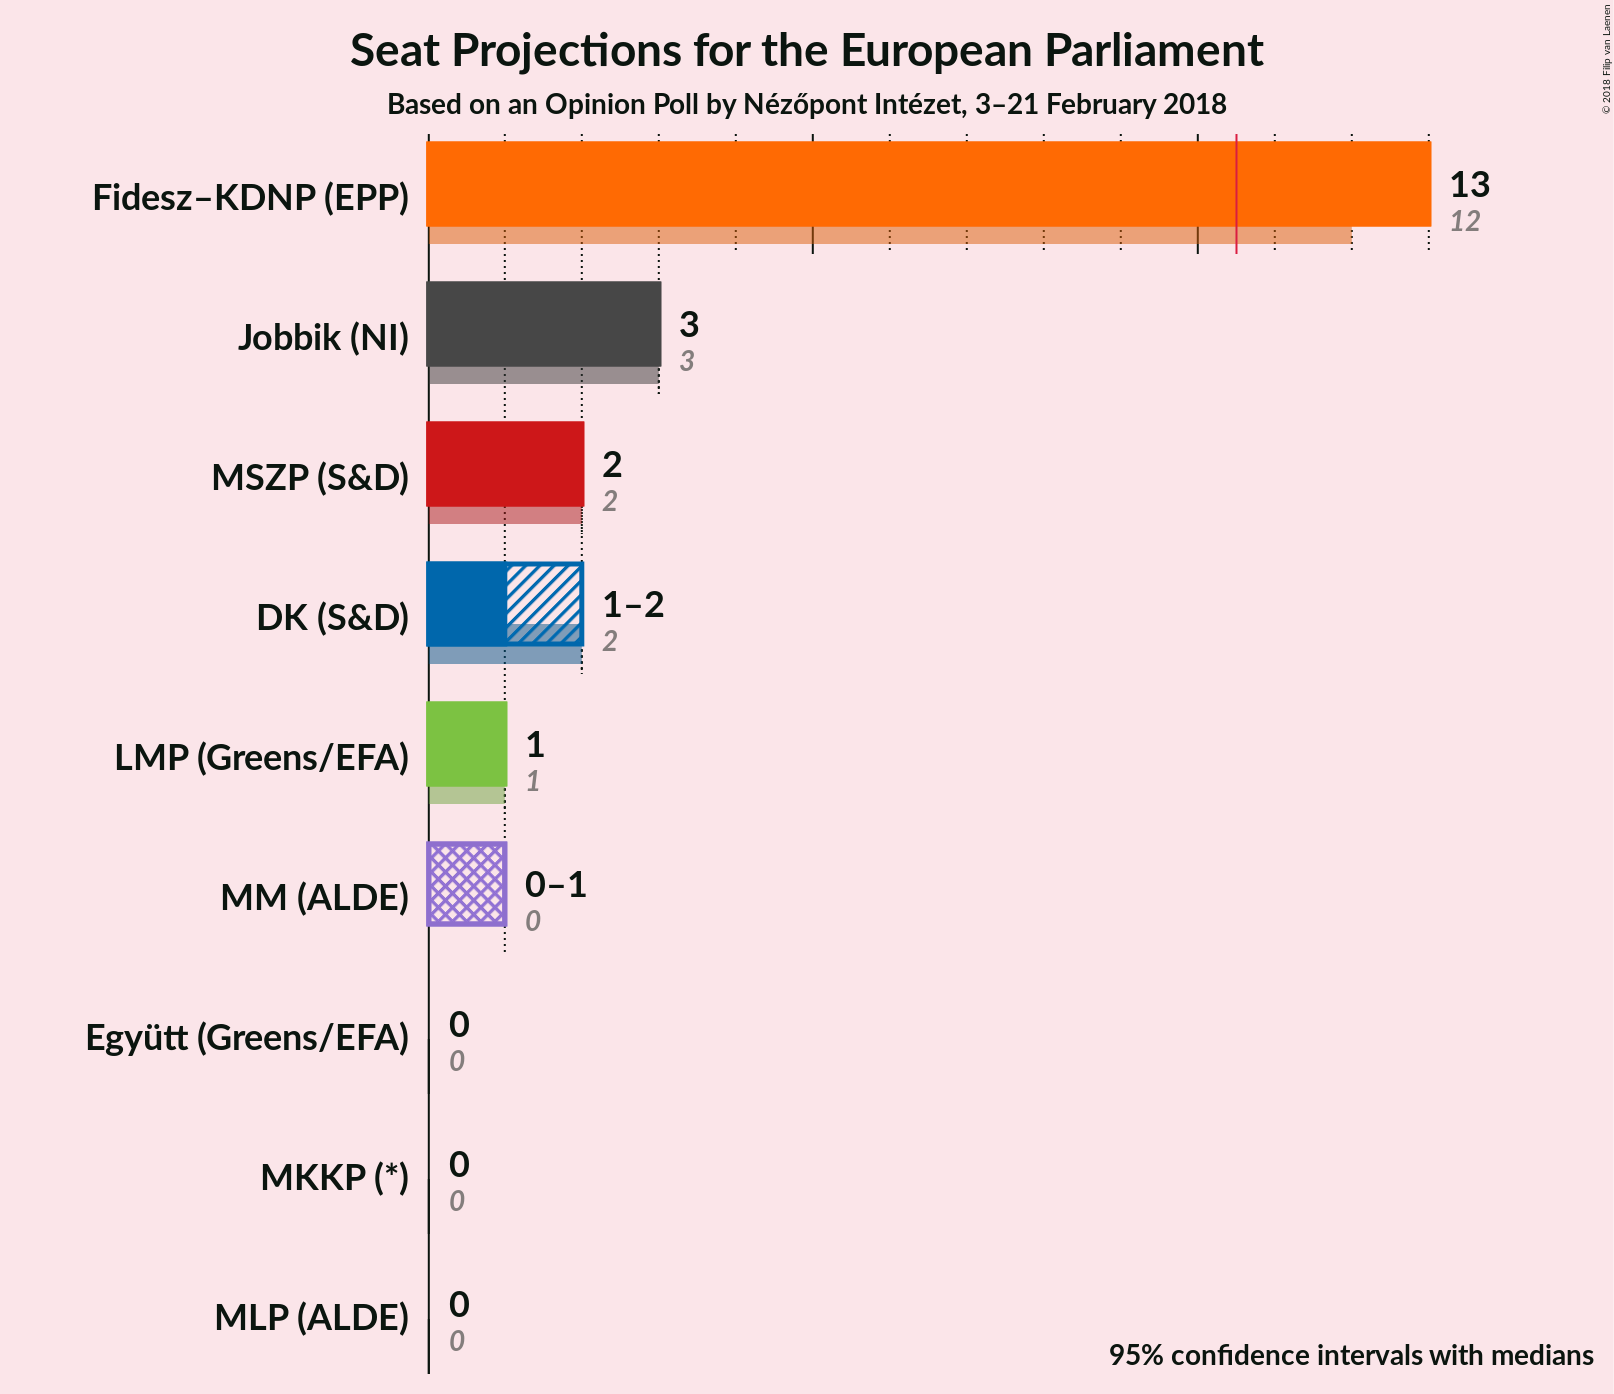 Seat Projections for the European Parliament
Based on an Opinion Poll by Nézőpont Intézet, 3–21 February 2018
© 2018 Filip van Laenen
Fidesz–KDNP (EPP)
13
12
Jobbik (NI)
3
3
MSZP (S&D)
2
2
DK (S&D)
1–2
2
LMP (Greens/EFA)
1
1
MM (ALDE)
0–1
0
Együtt (Greens/EFA)
0
0
MKKP (*)
0
0
MLP (ALDE)
0
0
95% confidence intervals with medians